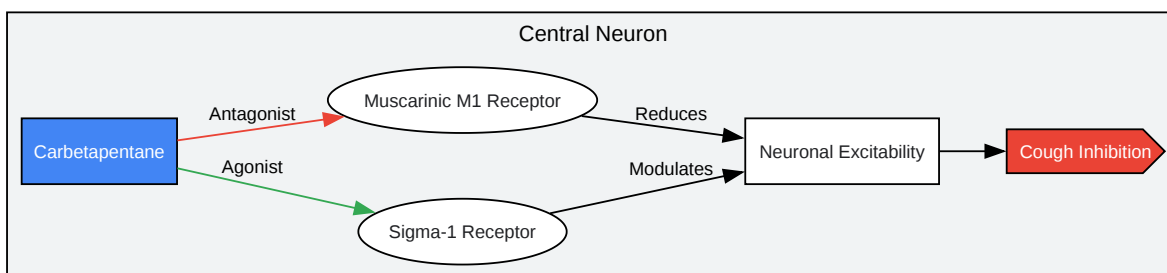 Central Neuron
Carbetapentane
Antagonist
Agonist
Muscarinic M1 Receptor
Sigma-1 Receptor
Reduces
Modulates
Neuronal Excitability
Cough Inhibition